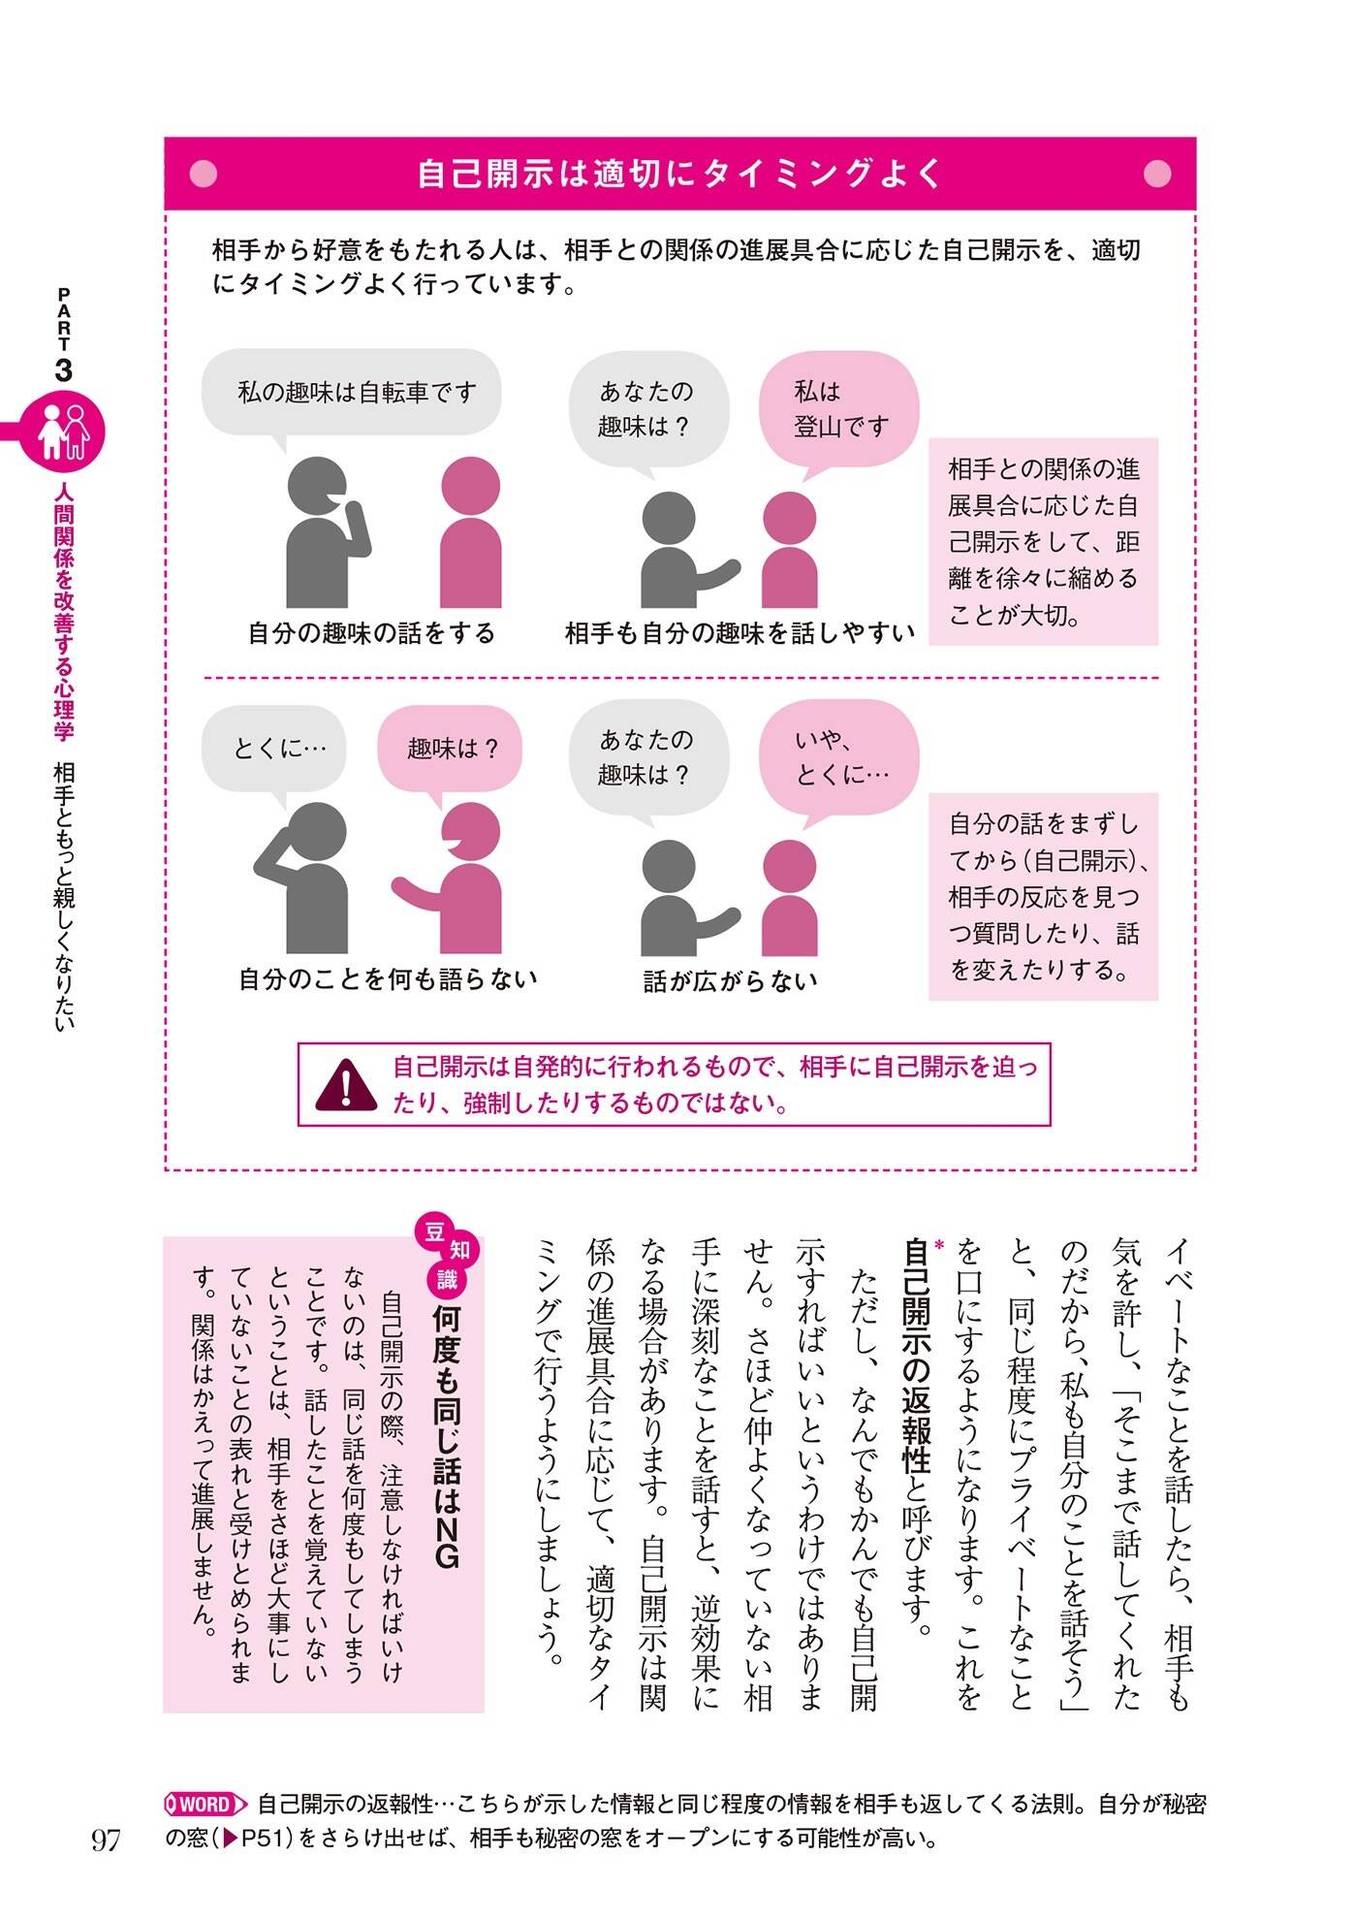 PART 3
人間関係を改善する心理学 相手ともっと親しくなりたい
自己開示は適切にタイミングよく
相手から好意をもたれる人は、相手との関係の進展具合に応じた自己開示を、適切
にタイミングよく行っています。
私の趣味は自転車です
自分の趣味の話をする
あなたの
趣味は？
私は
登山です
相手も自分の趣味を話しやすい
相手との関係の進
展具合に応じた自
己開示をして、距
離を徐々に縮める
ことが大切。
とくに…
趣味は？
自分のことを何も語らない
あなたの
趣味は？
いや、
とくに…
話が広がらない
自分の話をまずし
てから（自己開示）、
相手の反応を見つ
つ質問したり、話
を変えたりする。
自己開示は自発的に行われるもので、相手に自己開示を迫っ
たり、強制したりするものではない。
イベートなことを話したら、相手も
気を許し、「そこまで話してくれた
のだから、私も自分のことを話そう」
と、同じ程度にプライベートなこと
を口にするようになります。これを
＊自己開示の返報性と呼びます。
ただし、なんでもかんでも自己開
示すればいいというわけではありま
せん。さほど仲よくなっていない相
手に深刻なことを話すと、逆効果に
なる場合があります。自己開示は関
係の進展具合に応じて、適切なタイ
ミングで行うようにしましょう。
豆知識
何度も同じ話はNG
自己開示の際、注意しなければいけ
ないのは、同じ話を何度もしてしまう
ことです。話したことを覚えていない
ということは、相手をさほど大事にし
ていないことの表れと受けとめられま
す。関係はかえって進展しません。
WORD 自己開示の返報性…こちらが示した情報と同じ程度の情報を相手も返してくる法則。自分が秘密
の窓（▶P51）をさらけ出せば、相手も秘密の窓をオープンにする可能性が高い。
97